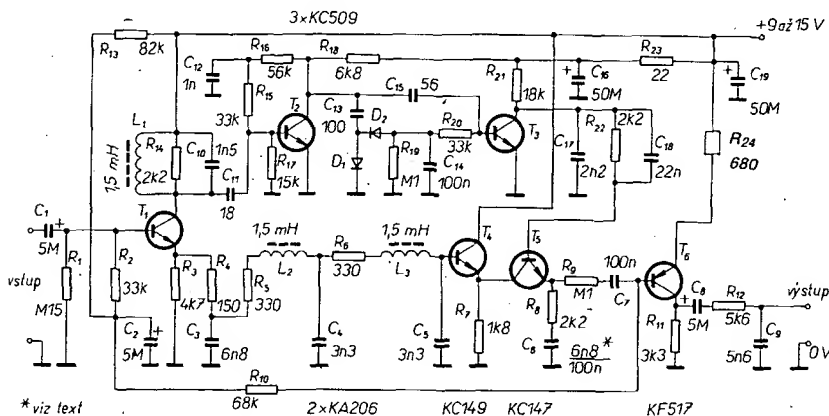 3×KC509
+9 až 15 V
R13
82k
C12
1n
R16
56k
R18
6k8
R23
22
R15
33k
T2
C15
56
R21
18k
C16
50M
C19
50M
L1
1,5 mH
R14
2k2
C10
1n5
C11
18
R17
15k
C13
100
D2
D1
R19
M1
R20
33k
C14
100n
T3
C17
2n2
R22
2k2
C18
22n
R24
680
C1
5M
T1
vstup
R1
M15
R2
33k
R3
4k7
R4
150
R5
330
1,5 mH
L2
R6
330
1,5 mH
L3
T4
T5
R9
M1
100n
C7
T6
C8
5M
R12
5k6
výstup
C2
5M
C3
6n8
C4
3n3
C5
3n3
R7
1k8
R8
2k2
C6
6n8*
100n
R11
3k3
C9
5n6
0V
R10
68k
* viz text
2×KA206
KC149
KC147
KF517